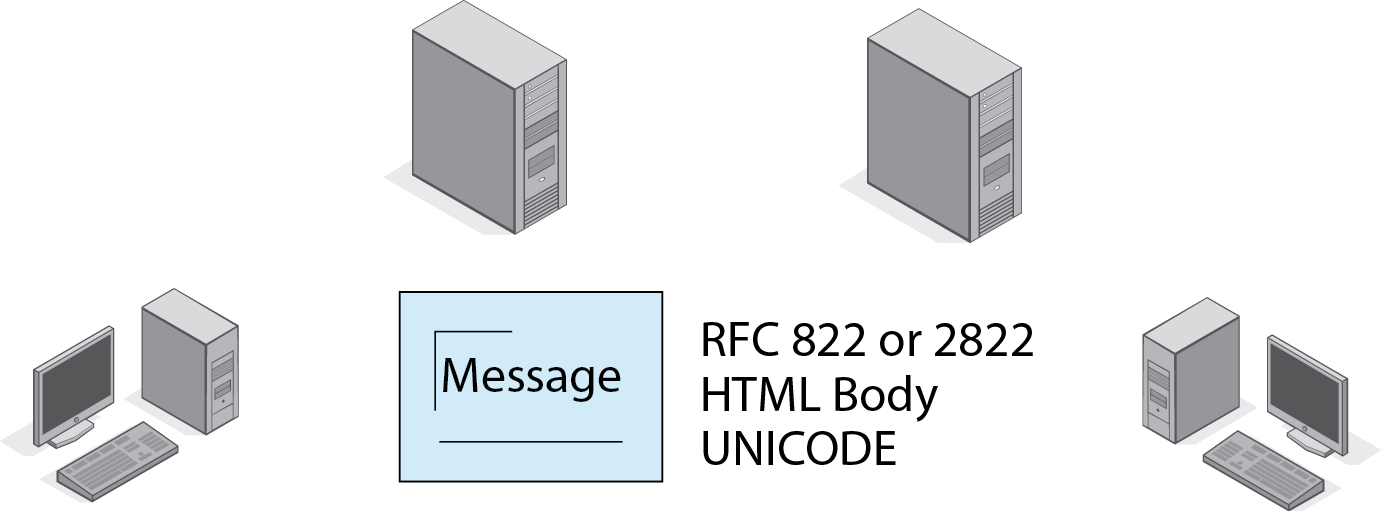 Message
RFC 822 or 2822
HTML Body
UNICODE